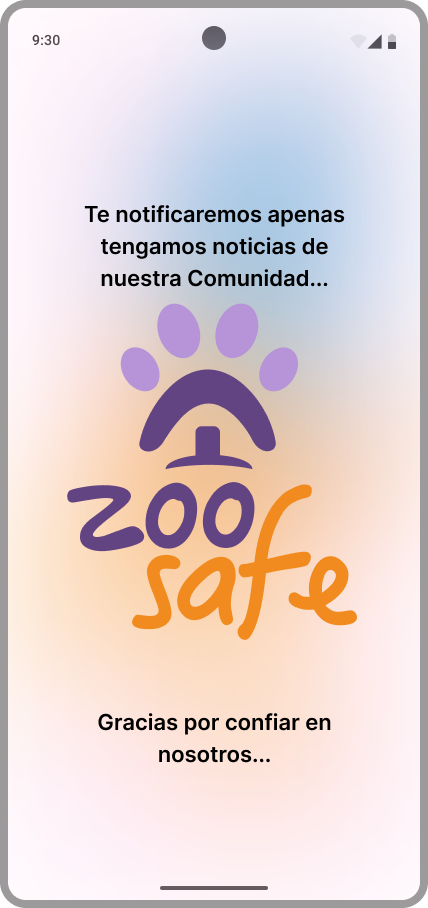 9:30
Te notificaremos apenas
tengamos noticias de
nuestra Comunidad...
zoo
safe
Gracias por confiar en
nosotros...